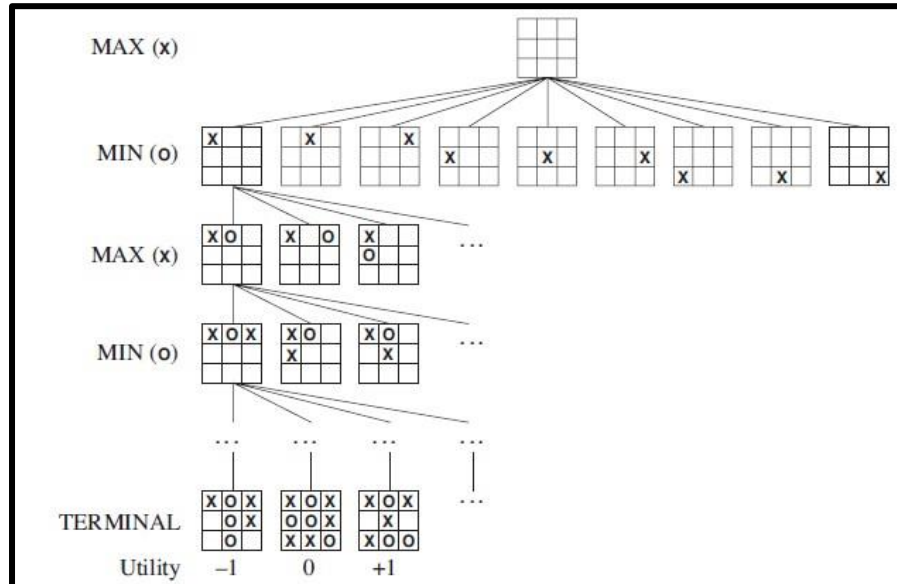 MAX (X)
MIN (O)
X X X X X X X X X
MAX (X)
X O X O X O ...
MIN (O)
X O X X O X X O X ...
... ... ... ...
TERMINAL
X O X X O X X O X ...
O X O O X X
O X X O X O O
Utility −1 0 +1